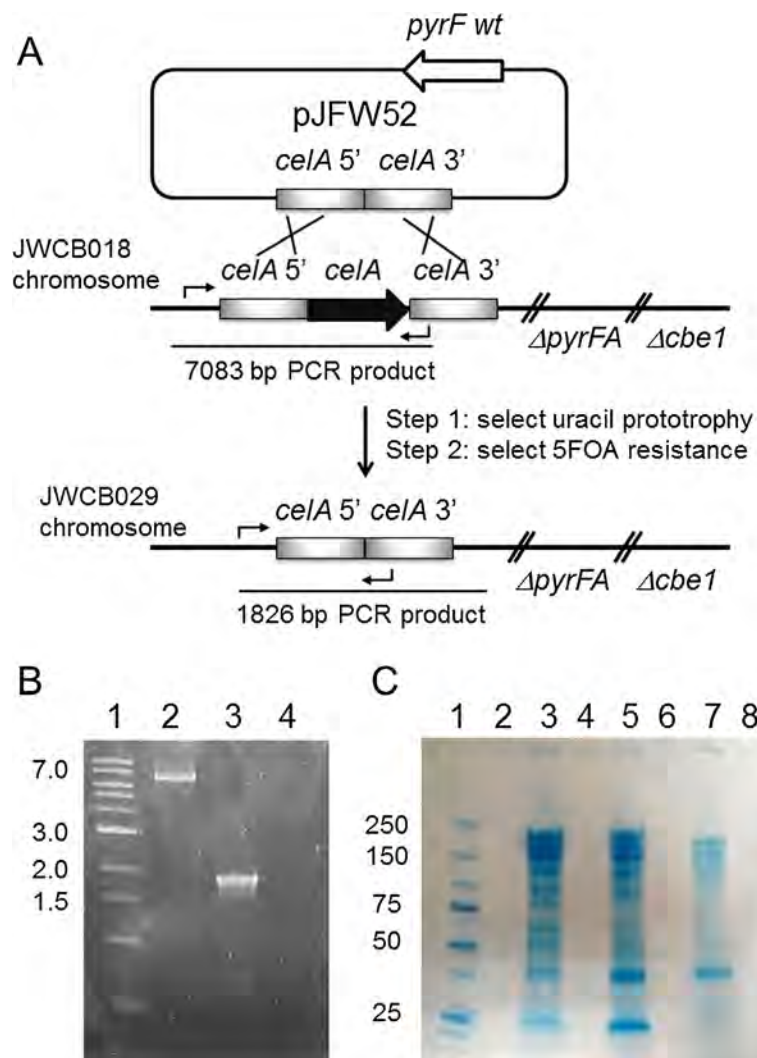 A
pyrF wt
pJFW52
celA 5' celA 3'
JWCB018
chromosome
celA 5' celA celA 3'
ΔpyrFA Δcbe1
7083 bp PCR product
Step 1: select uracil prototrophy
Step 2: select 5FOA resistance
JWCB029
chromosome
celA 5' celA 3'
ΔpyrFA Δcbe1
1826 bp PCR product
B
1 2 3 4
7.0
3.0
2.0
1.5
C
1 2 3 4 5 6 7 8
250
150
75
50
25